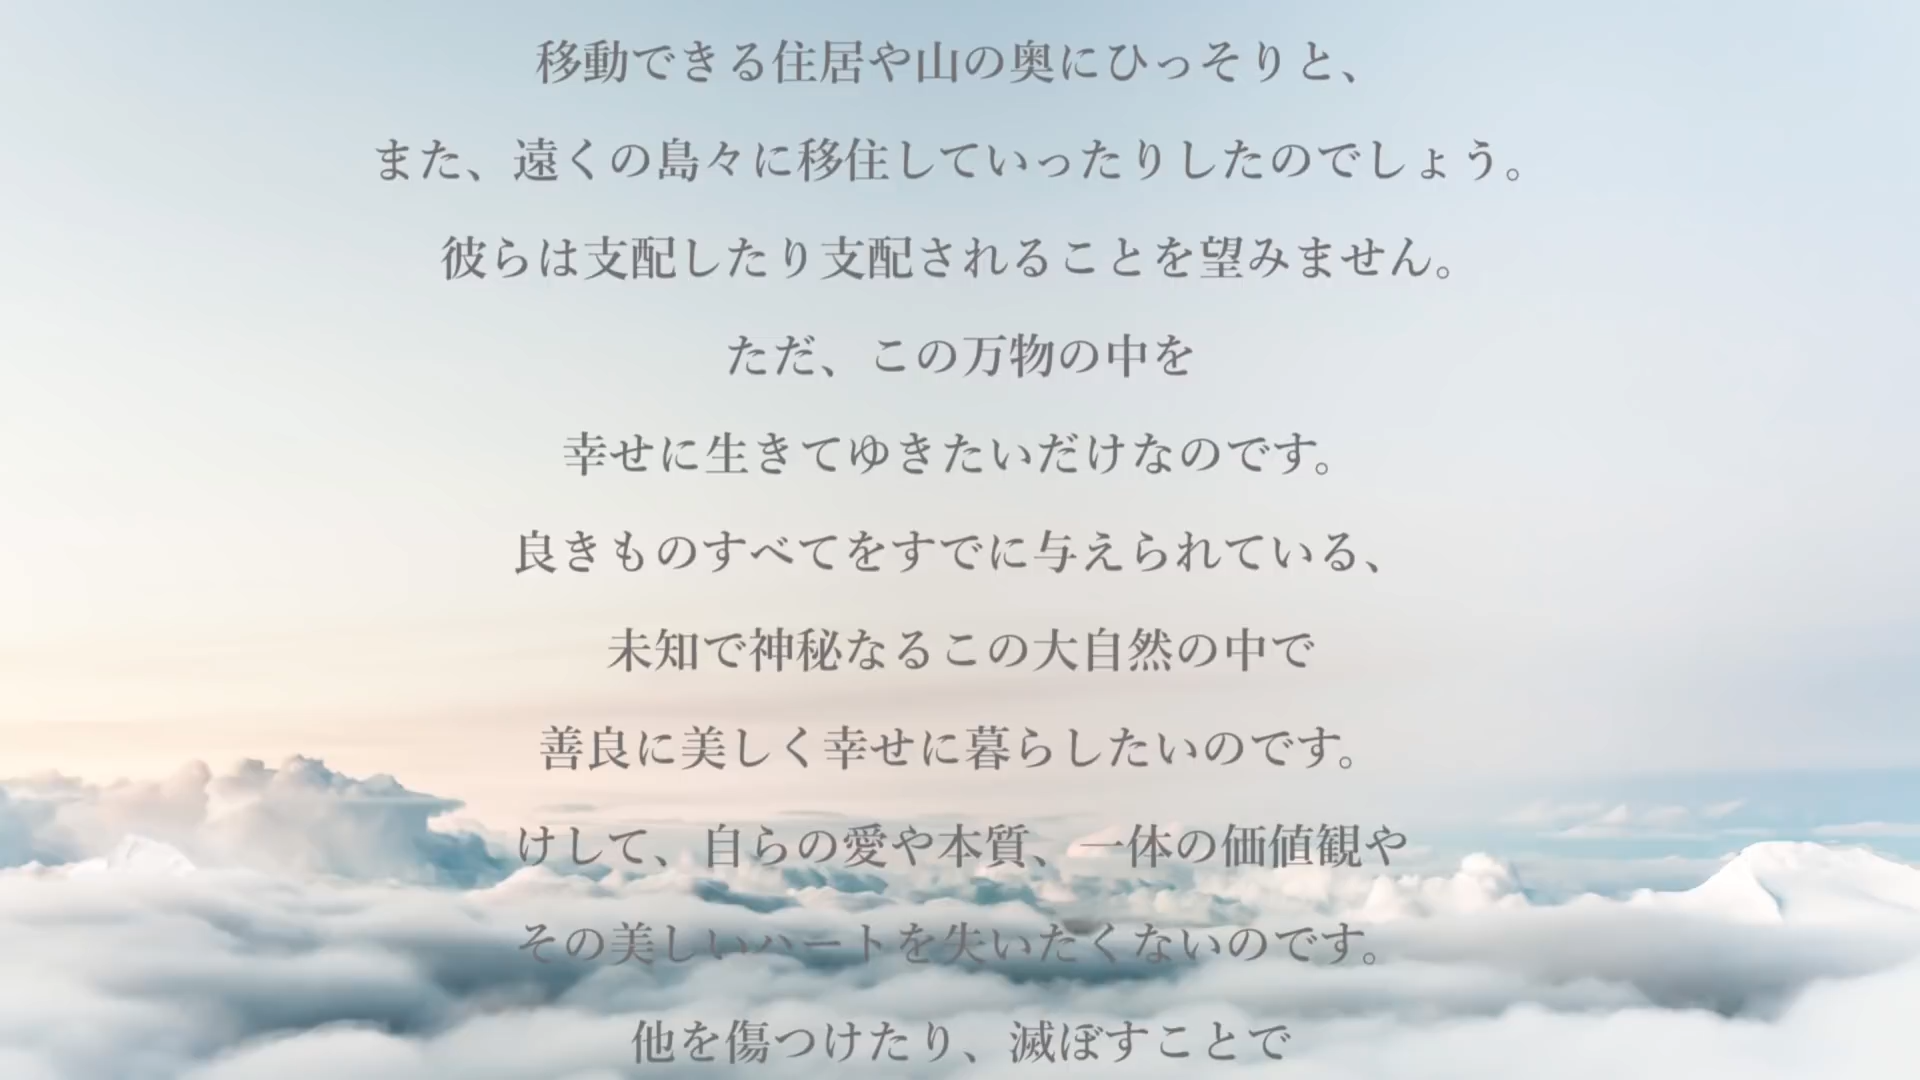 移動できる住居や山の奥にひっそりと、
また、遠くの島々に移住していったりしたのでしょう。
彼らは支配したり支配されることを望みません。
ただ、この万物の中を
幸せに生きてゆきたいだけなのです。
良きものすべてをすでに与えられている、
未知で神秘なるこの大自然の中で
善良に美しく幸せに暮らしたいのです。
けして、自らの愛や本質、一体の価値観や
その美しいハートを失いたくないのです。
他を傷つけたり、滅ぼすことで